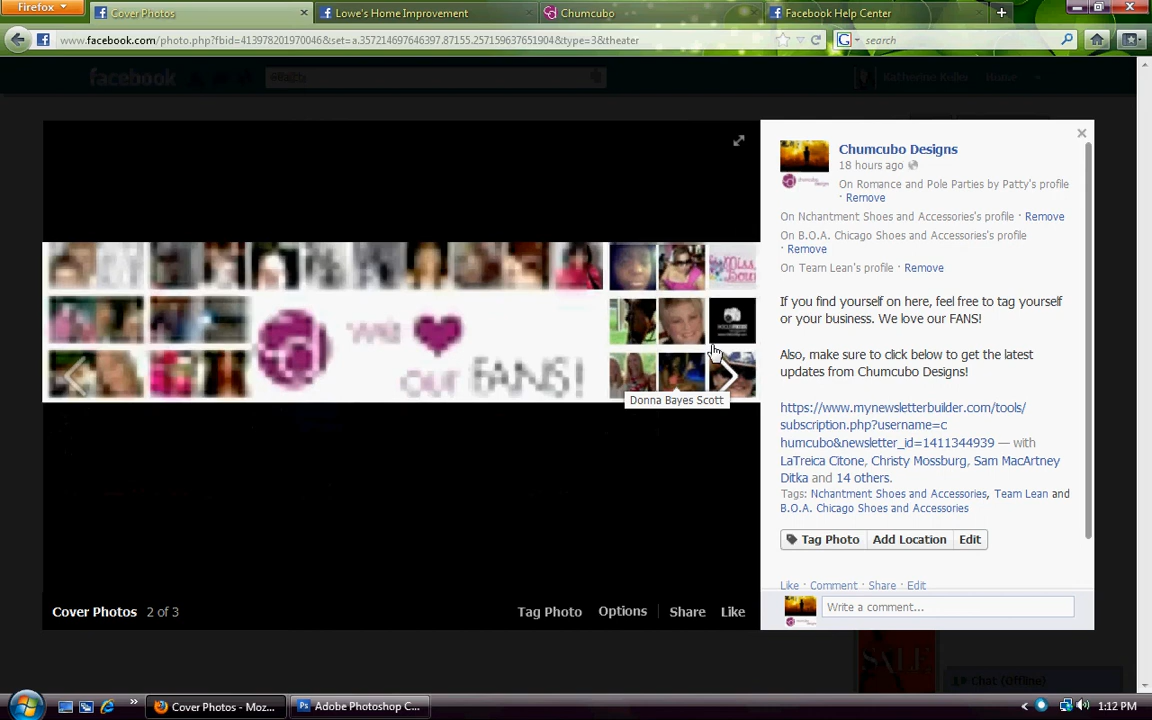 Firefox
Cover Photos
Lowe's Home Improvement
Chumcubo
Facebook Help Center
www.facebook.com/photo.php?fbid=413978201970046&set=a.357214697646397.87155.257159637651904&type=3&theater
search
facebook
Katheryne Keller
Home
Chumcubo Designs
18 hours ago
On Romance and Pole Parties by Patty's profile
· Remove
On Nchantment Shoes and Accessories's profile · Remove
On B.O.A. Chicago Shoes and Accessories's profile
· Remove
On Team Lean's profile · Remove
we
our FANS!
Donna Bayes Scott
If you find yourself on here, feel free to tag yourself
or your business. We love our FANS!
Also, make sure to click below to get the latest
updates from Chumcubo Designs!
https://www.mynewsletterbuilder.com/tools/
subscription.php?username=c
humcubo&newsletter_id=1411344939 — with
LaTreica Citone, Christy Mossburg, Sam MacArtney
Ditka and 14 others.
Tags: Nchantment Shoes and Accessories, Team Lean and
B.O.A. Chicago Shoes and Accessories
Tag Photo
Add Location
Edit
Like · Comment · Share · Edit
Write a comment...
Cover Photos 2 of 3
Tag Photo
Options
Share
Like
SALE
Chat (Offline)
Cover Photos - Moz...
Adobe Photoshop C...
1:12 PM